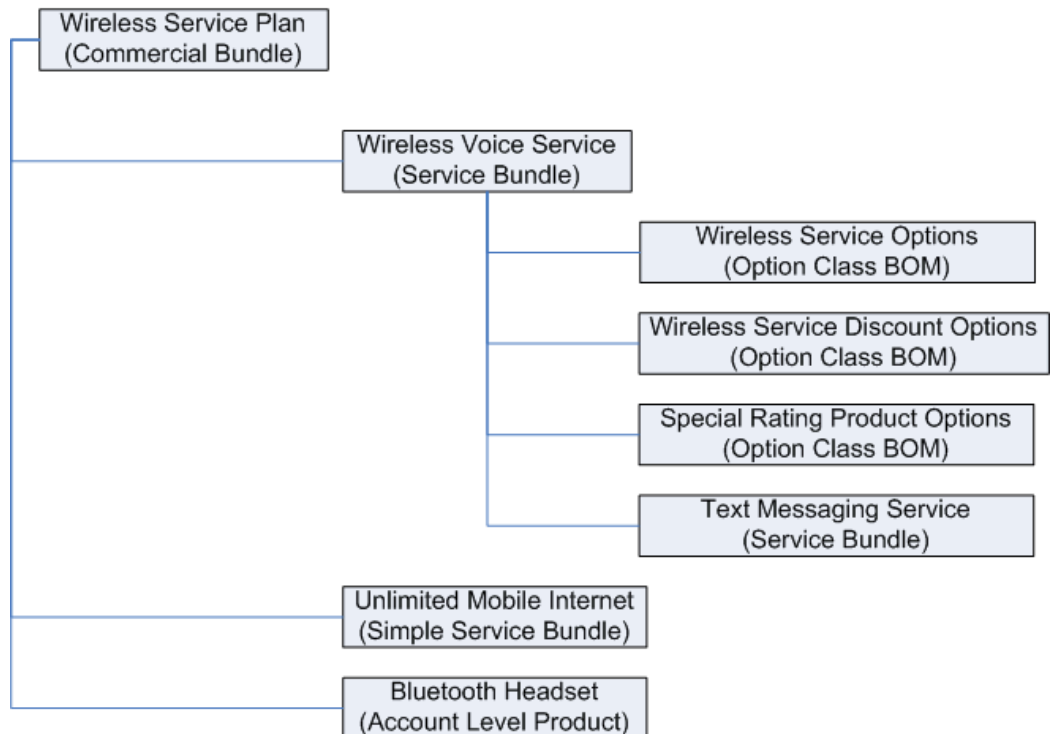 Wireless Service Plan
(Commercial Bundle)
Wireless Voice Service
(Service Bundle)
Wireless Service Options
(Option Class BOM)
Wireless Service Discount Options
(Option Class BOM)
Special Rating Product Options
(Option Class BOM)
Text Messaging Service
(Service Bundle)
Unlimited Mobile Internet
(Simple Service Bundle)
Bluetooth Headset
(Account Level Product)